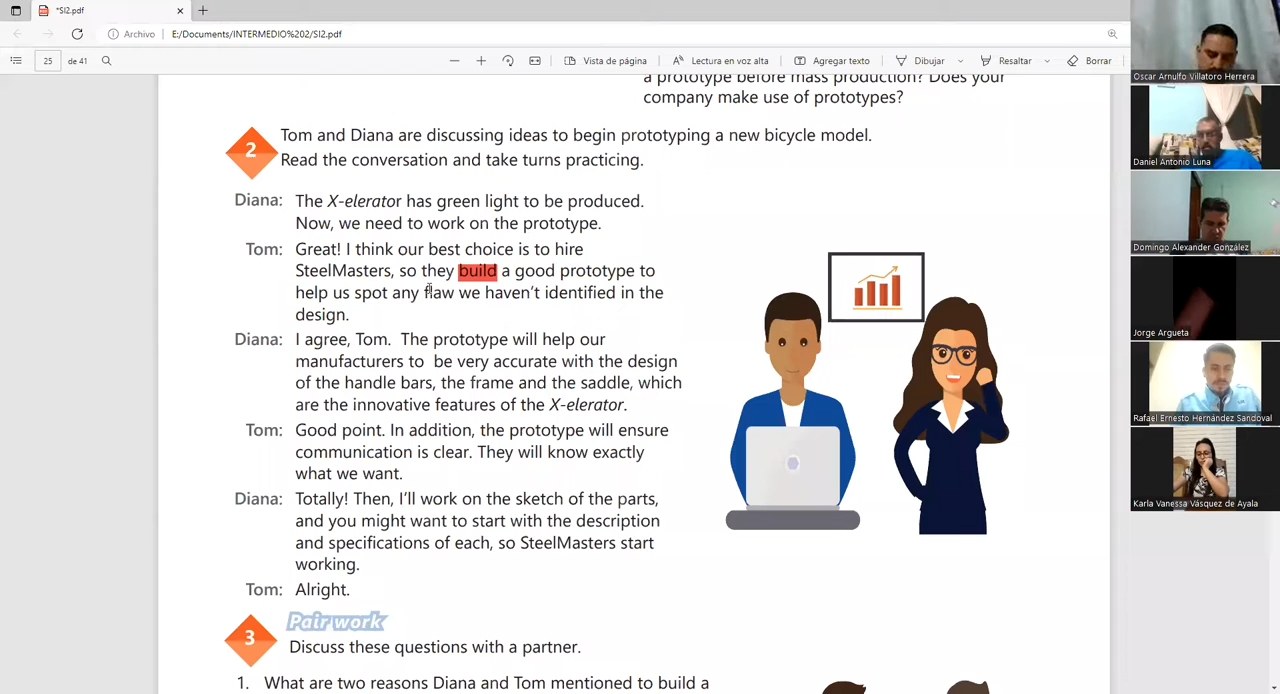 *SI2.pdf
Archivo E:/Documents/INTERMEDIO%202/SI2.pdf
25 de 41 Vista de página Lectura en voz alta Agregar texto Dibujar Resaltar Borrar
a prototype before mass production? Does your
company make use of prototypes?
2 Tom and Diana are discussing ideas to begin prototyping a new bicycle model.
Read the conversation and take turns practicing.
Diana: The X-elerator has green light to be produced.
Now, we need to work on the prototype.
Tom: Great! I think our best choice is to hire
SteelMasters, so they build a good prototype to
help us spot any flaw we haven't identified in the
design.
Diana: I agree, Tom. The prototype will help our
manufacturers to be very accurate with the design
of the handle bars, the frame and the saddle, which
are the innovative features of the X-elerator.
Tom: Good point. In addition, the prototype will ensure
communication is clear. They will know exactly
what we want.
Diana: Totally! Then, I'll work on the sketch of the parts,
and you might want to start with the description
and specifications of each, so SteelMasters start
working.
Tom: Alright.
3 Pair work
Discuss these questions with a partner.
1. What are two reasons Diana and Tom mentioned to build a
Oscar Arnulfo Villatoro Herrera
Daniel Antonio Luna
Domingo Alexander González
Jorge Argueta
Rafael Ernesto Hernández Sandoval
Karla Vanessa Vásquez de Ayala